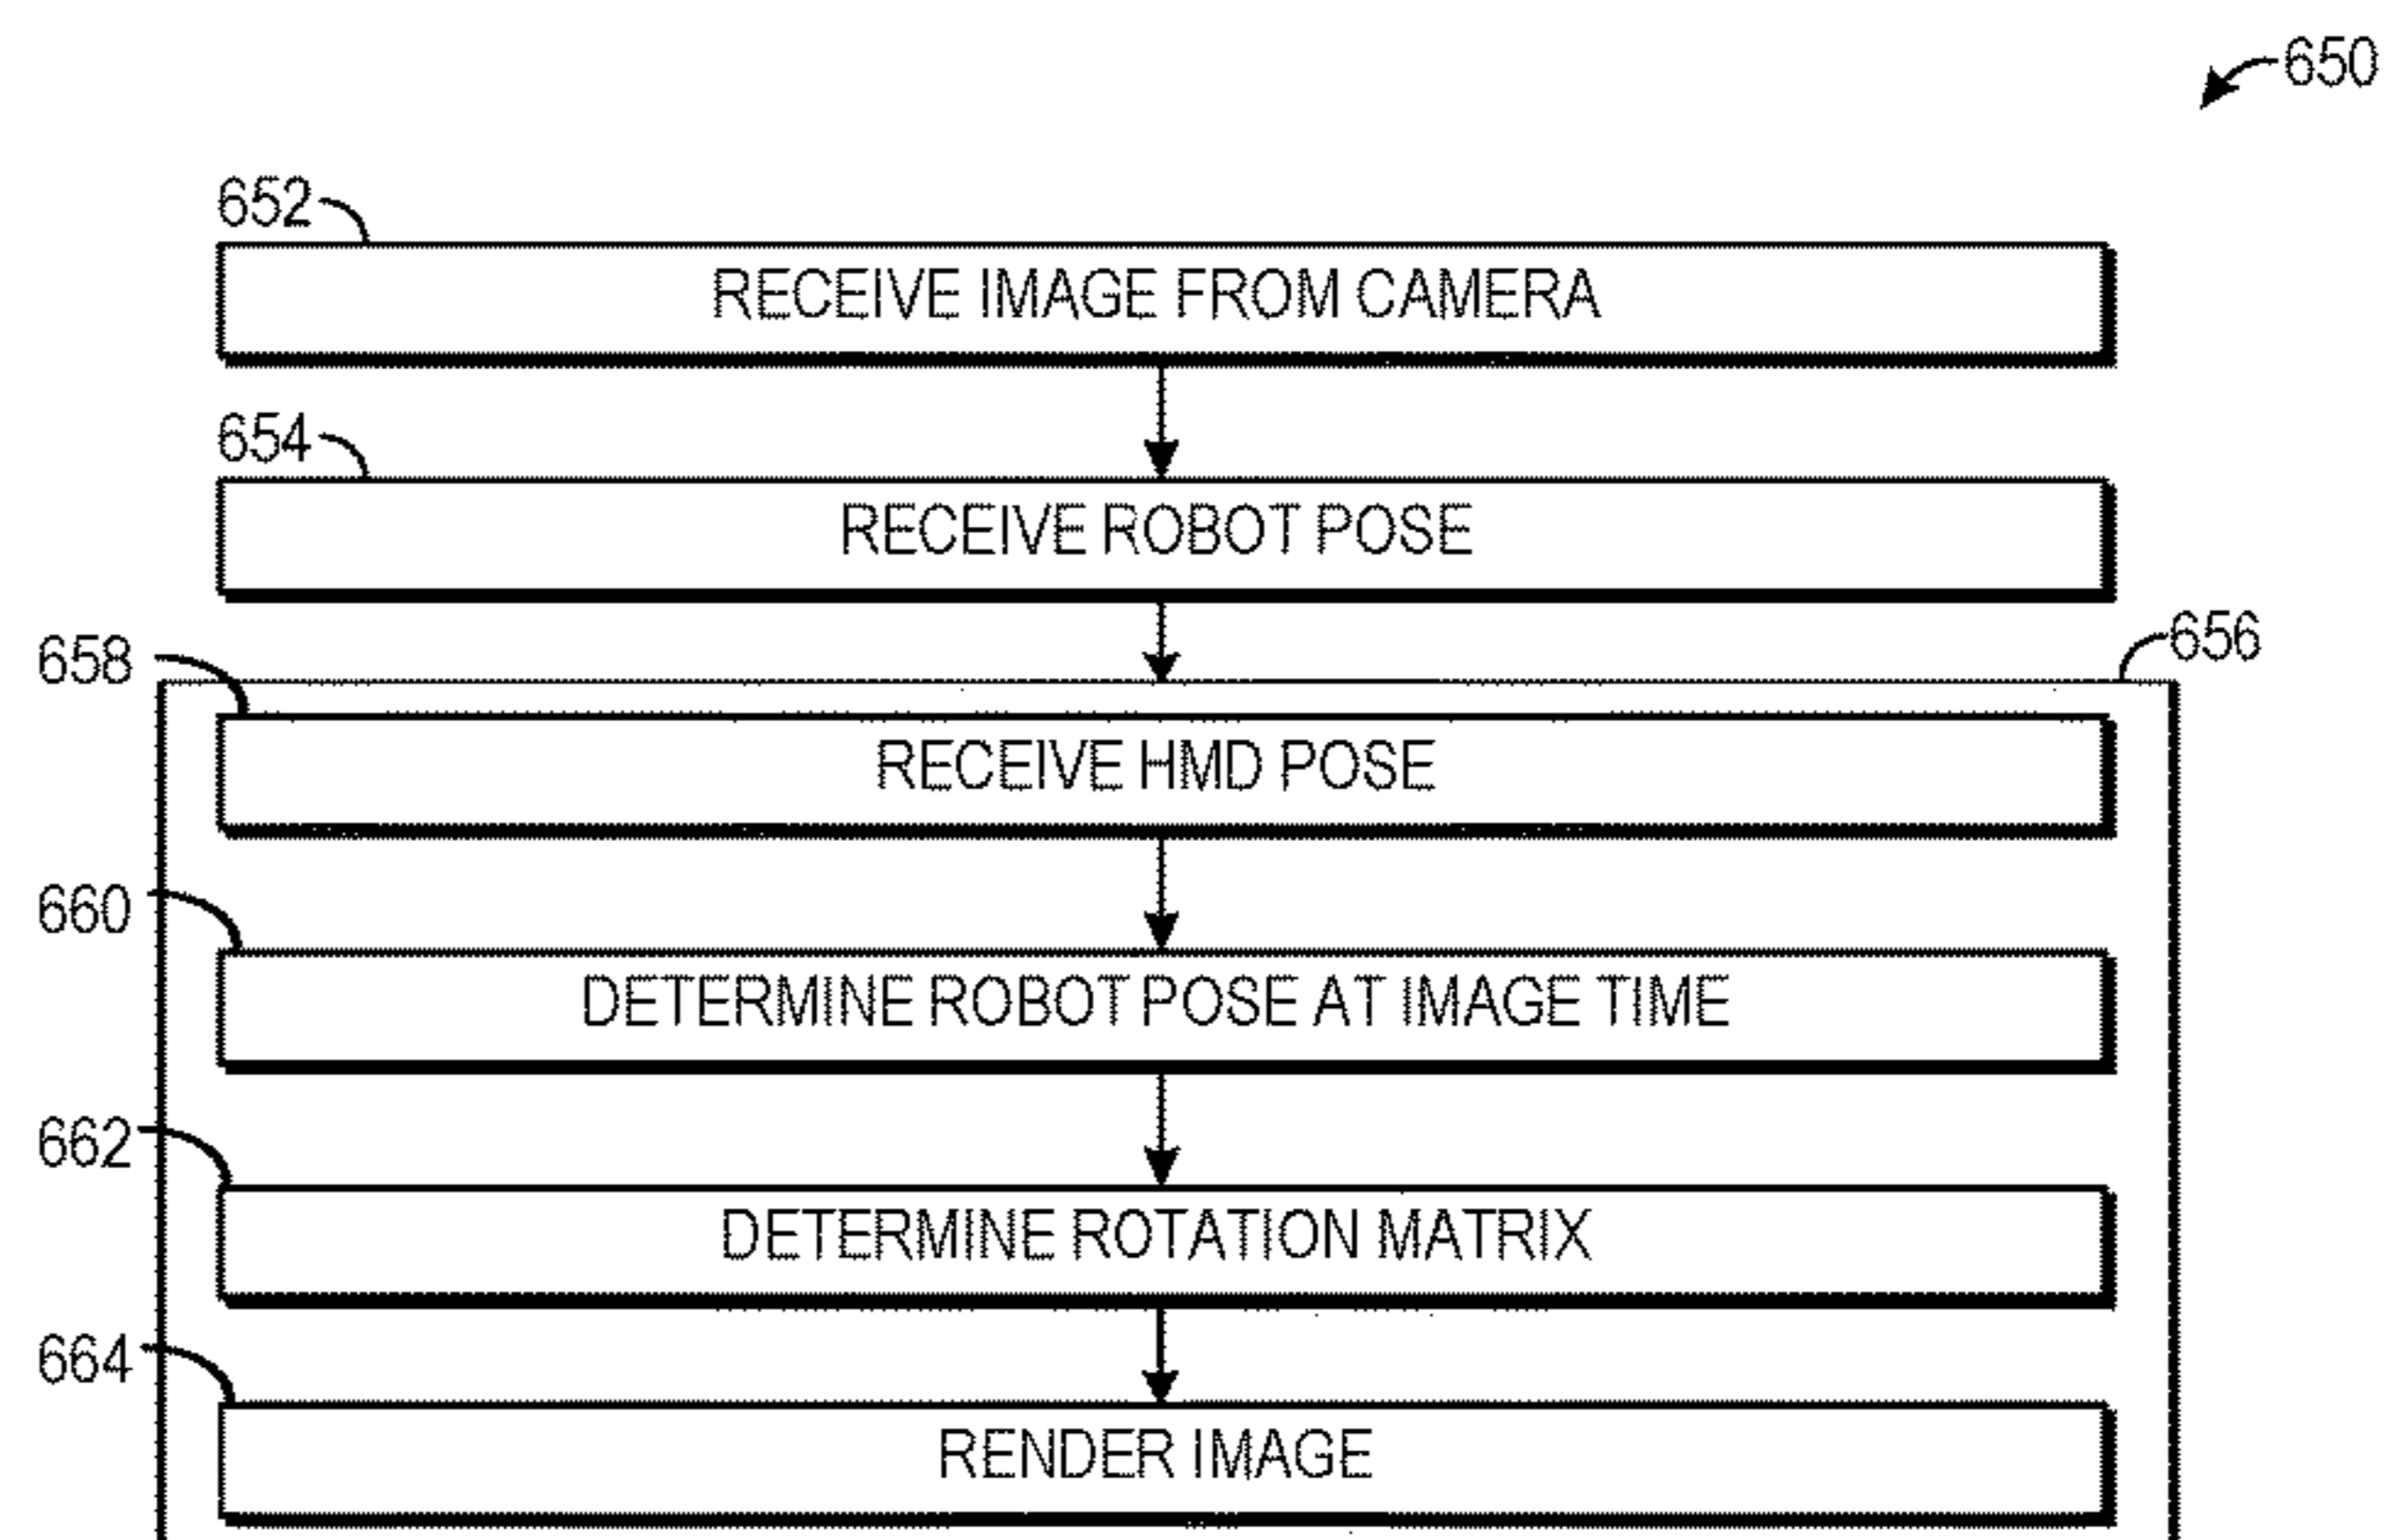 650
652
RECEIVE IMAGE FROM CAMERA
654
RECEIVE ROBOT POSE
656
658
RECEIVE HMD POSE
660
DETERMINE ROBOT POSE AT IMAGE TIME
662
DETERMINE ROTATION MATRIX
664
RENDER IMAGE